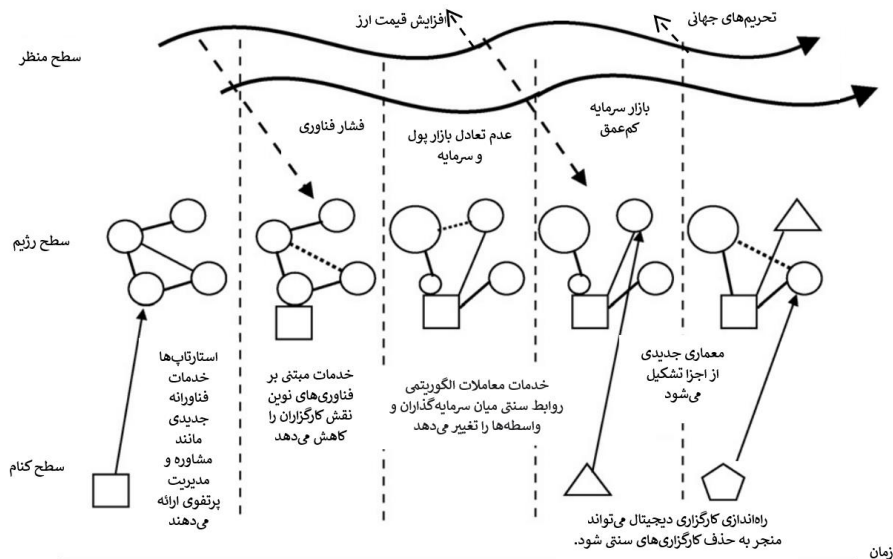 تحریم‌های جهانی
افزایش قیمت ارز
سطح منظر
بازار سرمایه
کم‌عمق
فشار فناوری
عدم تعادل بازار پول
و سرمایه
سطح رژیم
استارتاپ‌ها
خدمات
فناورانه
جدیدی
مانند
مشاوره و
مدیریت
پرتفوی ارائه
می‌دهند
خدمات مبتنی بر
فناوری‌های نوین
نقش کارگزاران را
کاهش می‌دهد
خدمات معاملات الگوریتمی
روابط سنتی میان سرمایه‌گذاران و
واسطه‌ها را تغییر می‌دهد
معماری جدیدی
از اجزا تشکیل
می‌شود
سطح کنام
راه‌اندازی کارگزاری دیجیتال می‌تواند
منجر به حذف کارگزاری‌های سنتی شود.
زمان